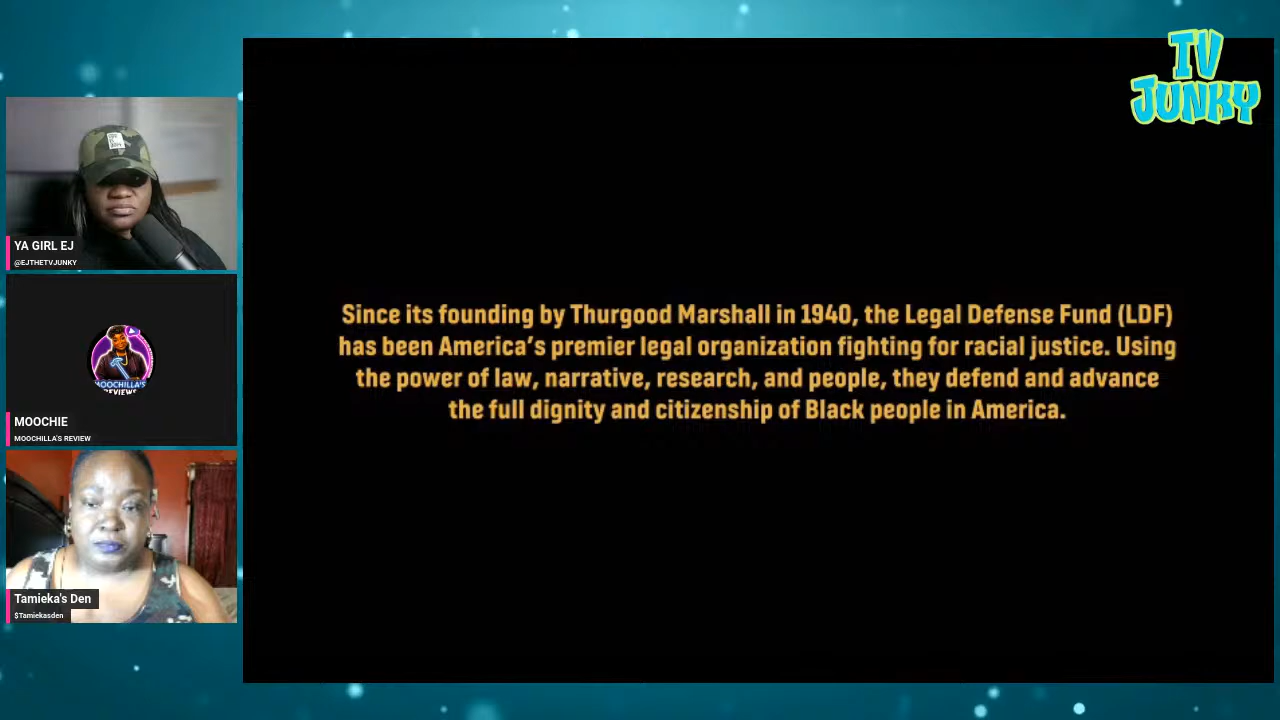 TV
JUNKY
YA GIRL EJ
@EJTHETVJUNKY
MOOCHILLA'S
REVIEWS
MOOCHIE
MOOCHILLA'S REVIEW
Tamieka's Den
$Tamiekasden
Since its founding by Thurgood Marshall in 1940, the Legal Defense Fund (LDF)
has been America's premier legal organization fighting for racial justice. Using
the power of law, narrative, research, and people, they defend and advance
the full dignity and citizenship of Black people in America.